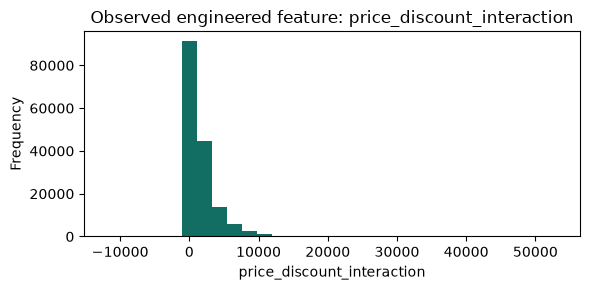 Observed engineered feature: price_discount_interaction
80000
60000
40000
20000
0
Frequency
−10000 0 10000 20000 30000 40000 50000
price_discount_interaction